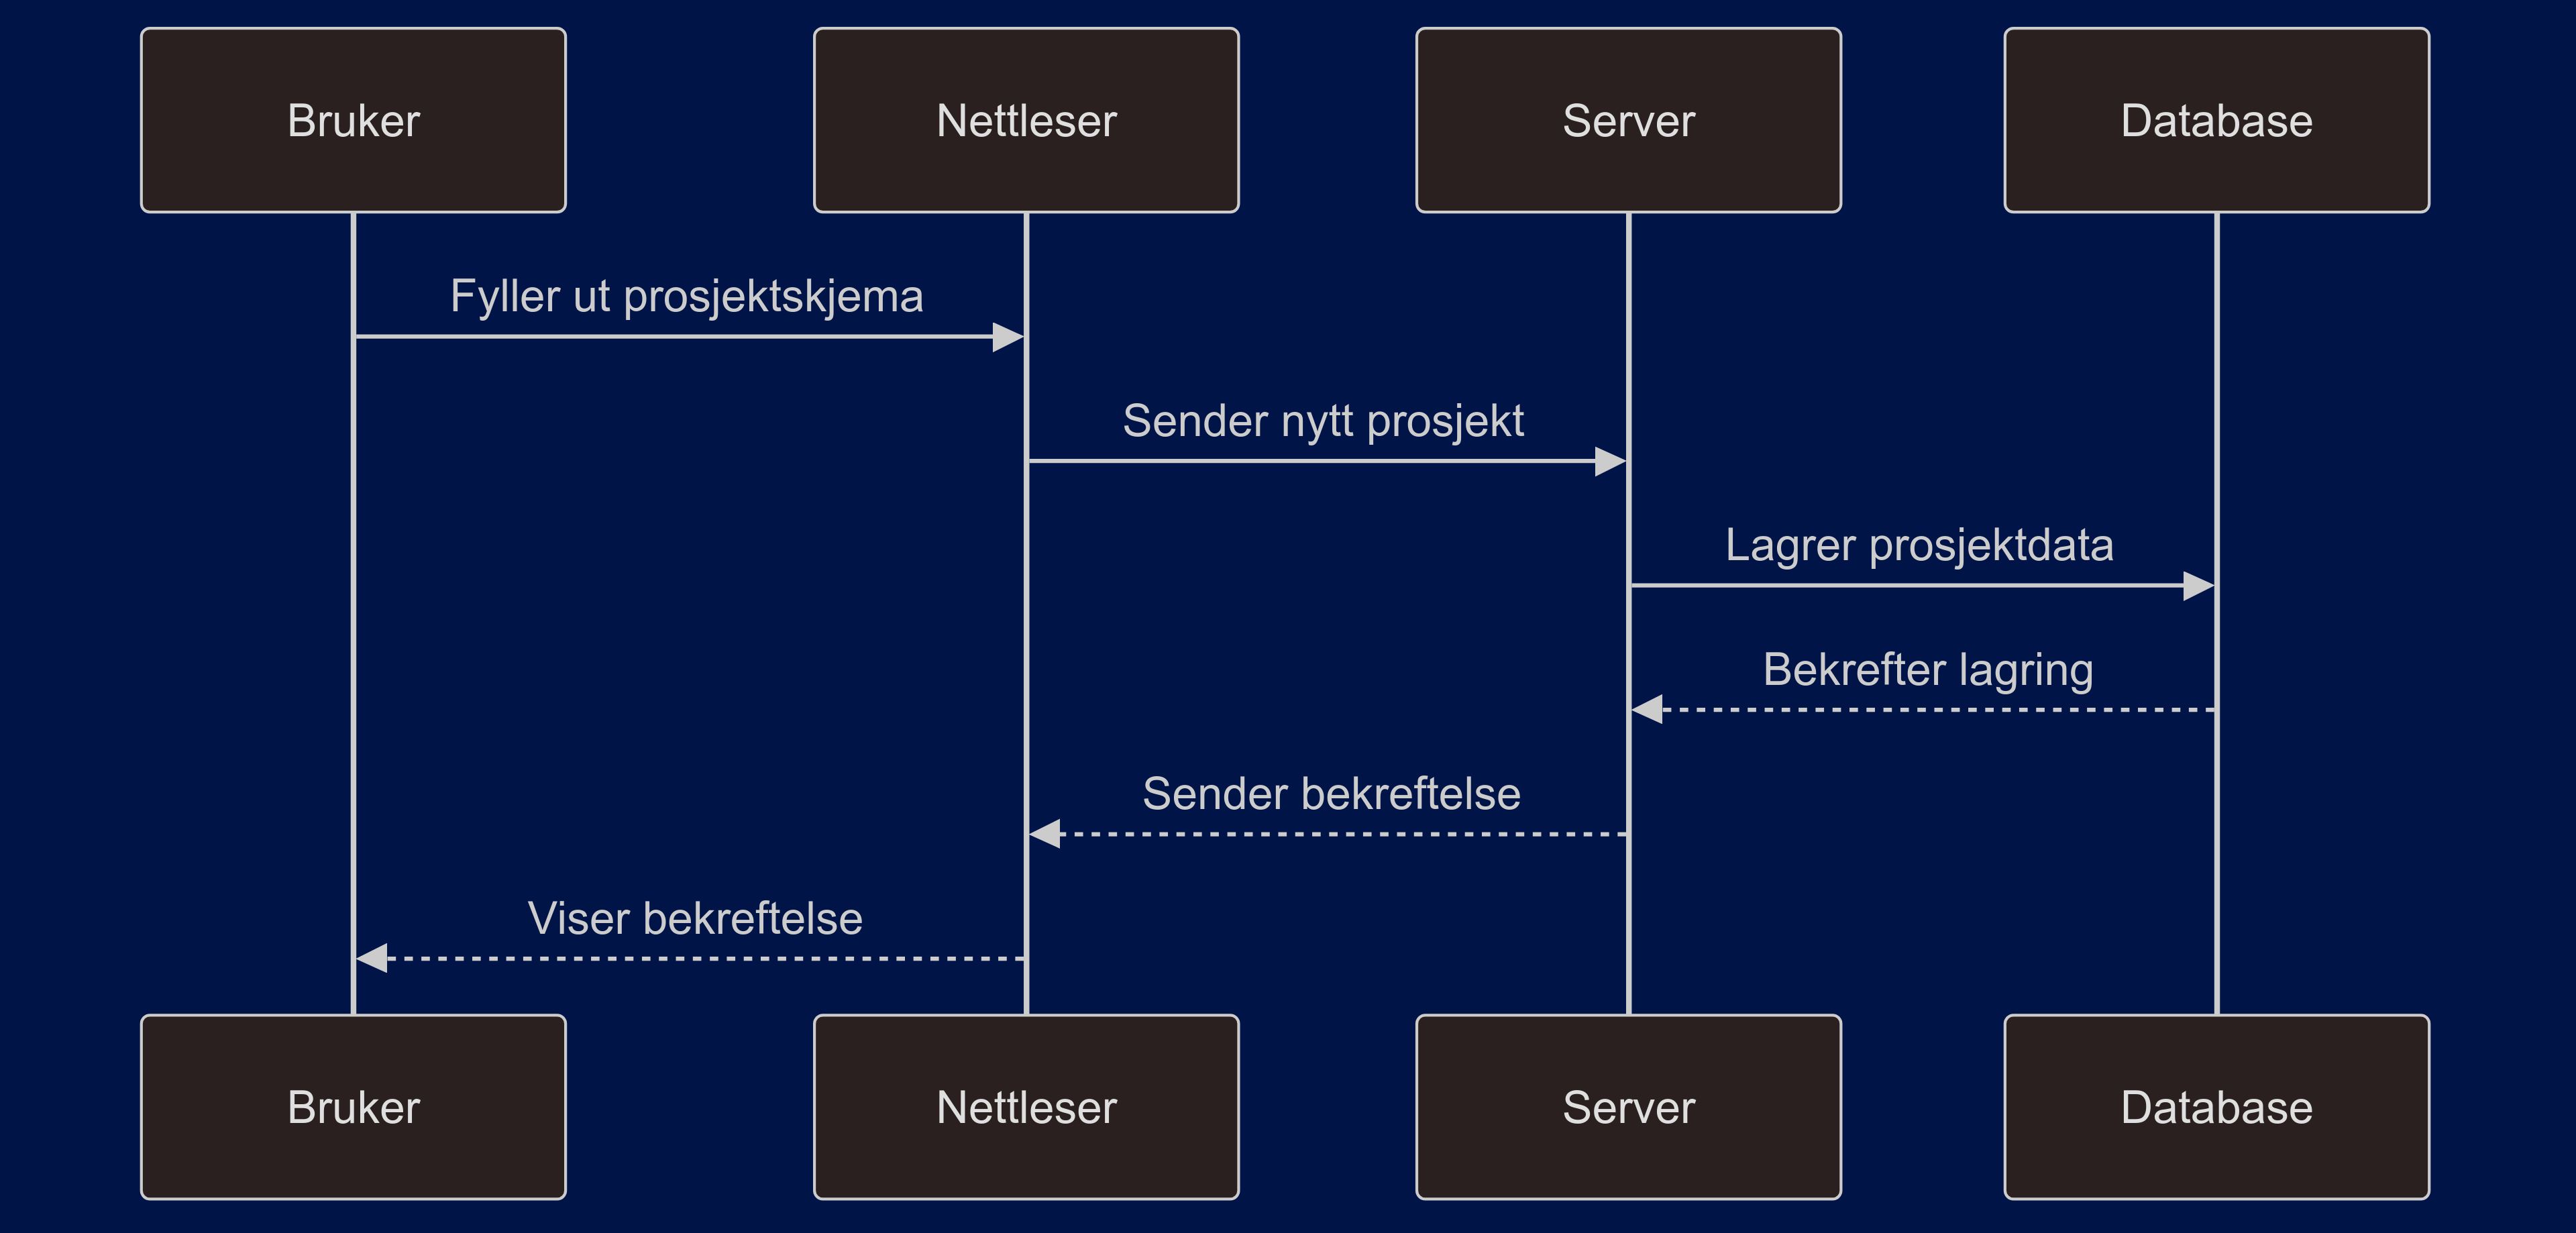 Bruker
Nettleser
Server
Database
Fyller ut prosjektskjema
Sender nytt prosjekt
Lagrer prosjektdata
Bekrefter lagring
Sender bekreftelse
Viser bekreftelse
Bruker
Nettleser
Server
Database